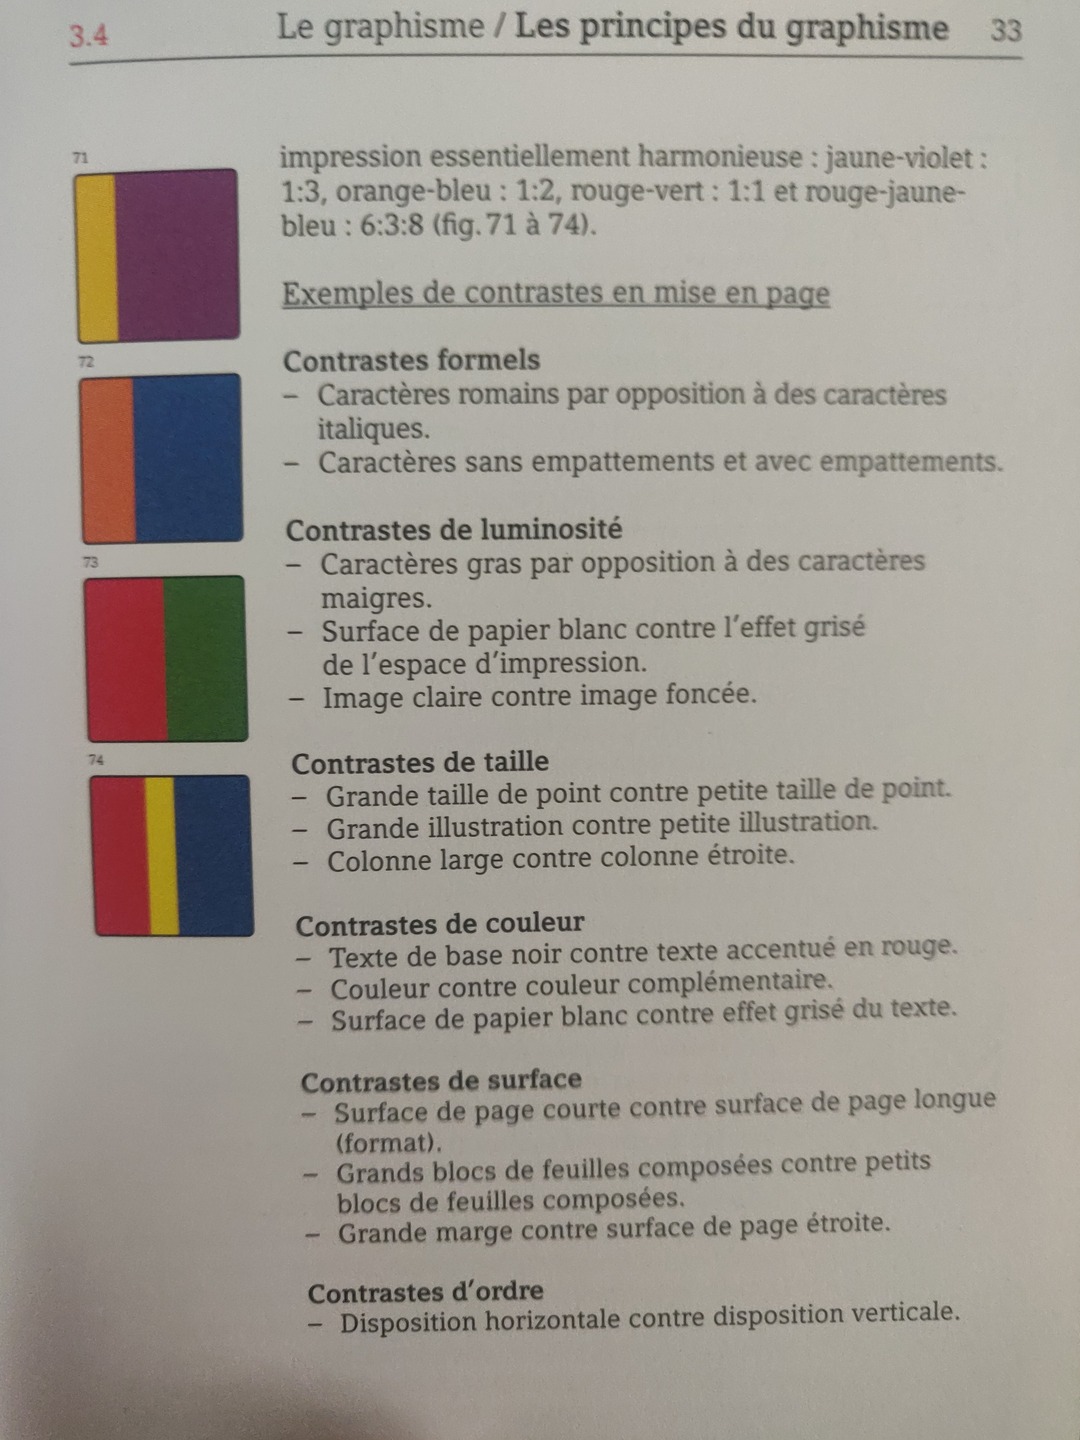 3.4 Le graphisme / Les principes du graphisme 33
71
impression essentiellement harmonieuse : jaune-violet :
1:3, orange-bleu : 1:2, rouge-vert : 1:1 et rouge-jaune-
bleu : 6:3:8 (fig. 71 à 74).
Exemples de contrastes en mise en page
72
Contrastes formels
– Caractères romains par opposition à des caractères
italiques.
– Caractères sans empattements et avec empattements.
Contrastes de luminosité
73
– Caractères gras par opposition à des caractères
maigres.
– Surface de papier blanc contre l'effet grisé
de l'espace d'impression.
– Image claire contre image foncée.
74
Contrastes de taille
– Grande taille de point contre petite taille de point.
– Grande illustration contre petite illustration.
– Colonne large contre colonne étroite.
Contrastes de couleur
– Texte de base noir contre texte accentué en rouge.
– Couleur contre couleur complémentaire.
– Surface de papier blanc contre effet grisé du texte.
Contrastes de surface
– Surface de page courte contre surface de page longue
(format).
– Grands blocs de feuilles composées contre petits
blocs de feuilles composées.
– Grande marge contre surface de page étroite.
Contrastes d'ordre
– Disposition horizontale contre disposition verticale.